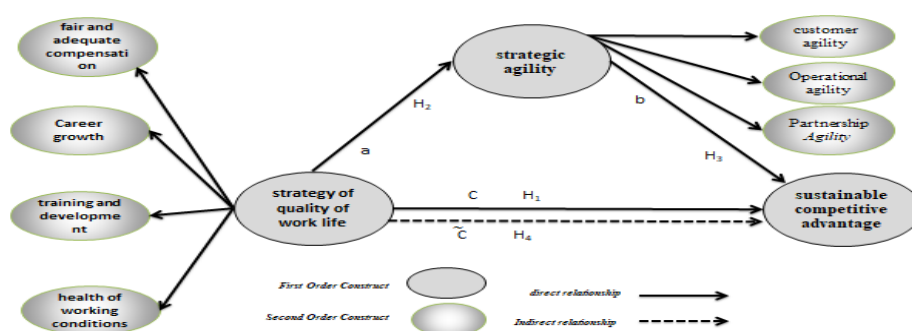 fair and
adequate
compensati
on
Career
growth
training and
developme
nt
health of
working
conditions
strategy of
quality of
work life
strategic
agility
customer
agility
Operational
agility
Partnership
Agility
sustainable
competitive
advantage
H2
a
b
H3
C H1
C̃ H4
First Order Construct
Second Order Construct
direct relationship
Indirect relationship